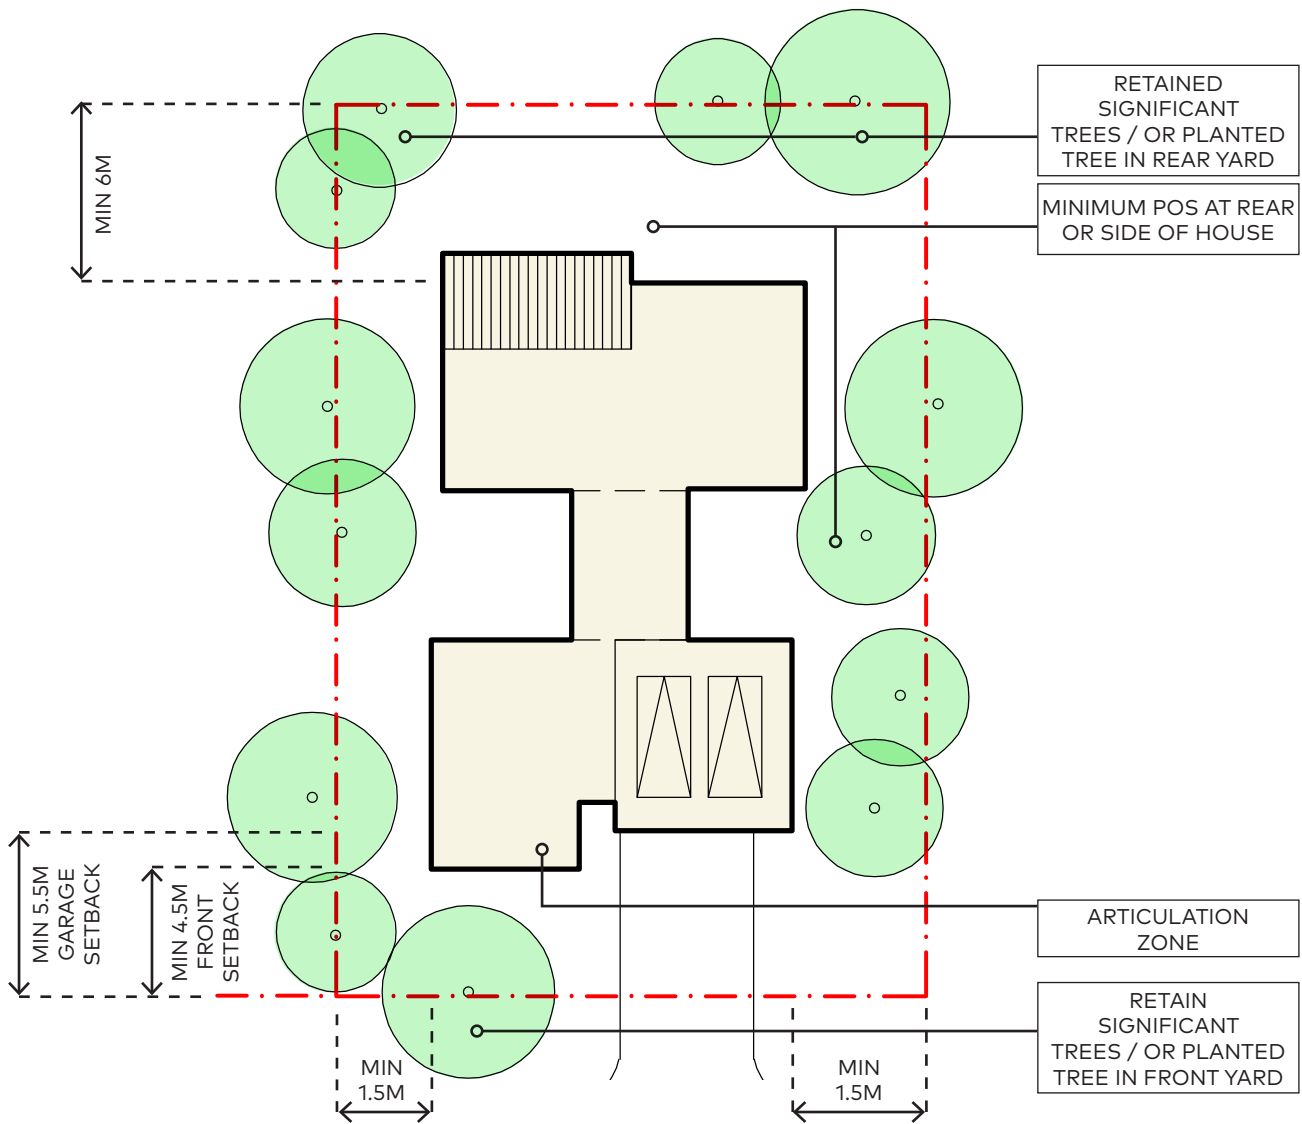 RETAINED
SIGNIFICANT
TREES / OR PLANTED
TREE IN REAR YARD
MINIMUM POS AT REAR
OR SIDE OF HOUSE
MIN 6M
MIN 5.5M
GARAGE
SETBACK
MIN 4.5M
FRONT
SETBACK
ARTICULATION
ZONE
RETAIN
SIGNIFICANT
TREES / OR PLANTED
TREE IN FRONT YARD
MIN
1.5M
MIN
1.5M